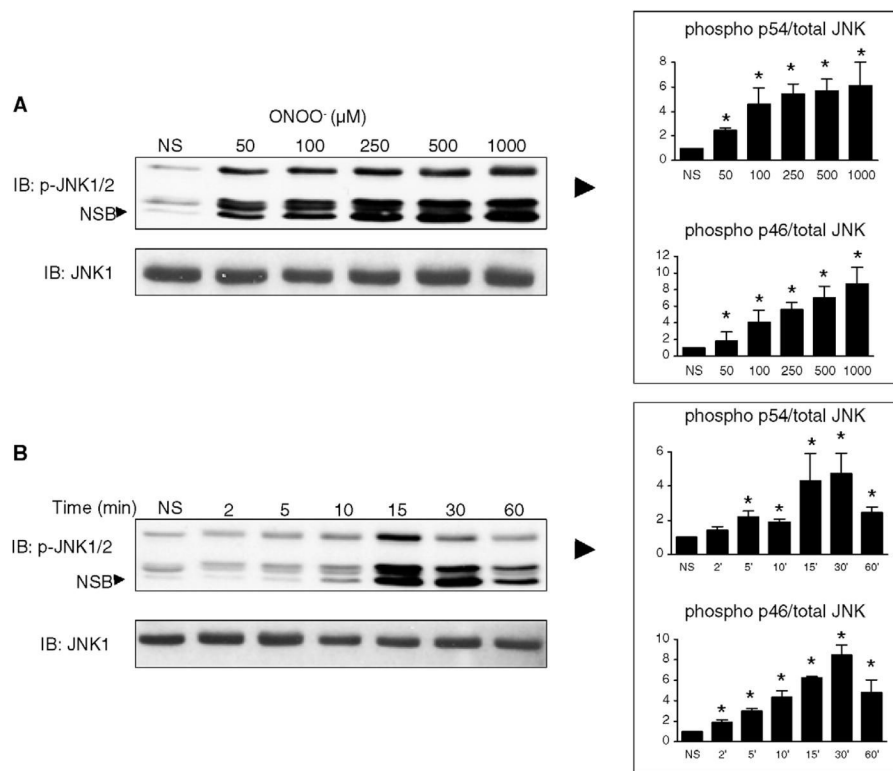 A
ONOO⁻ (µM)
NS 50 100 250 500 1000
IB: p-JNK1/2
NSB
IB: JNK1
phospho p54/total JNK
8
6
4
2
0
* * * * *
NS 50 100 250 500 1000
phospho p46/total JNK
12
10
8
6
4
2
0
* * * * *
NS 50 100 250 500 1000
B
Time (min) NS 2 5 10 15 30 60
IB: p-JNK1/2
NSB
IB: JNK1
phospho p54/total JNK
6
4
2
0
* * * * *
NS 2' 5' 10' 15' 30' 60'
phospho p46/total JNK
10
8
6
4
2
0
* * * * * *
NS 2' 5' 10' 15' 30' 60'